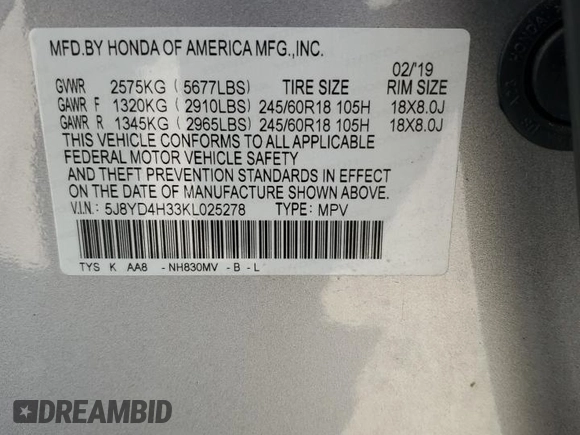 MFD.BY HONDA OF AMERICA MFG.,INC.
02/'19
GVWR 2575KG (5677LBS) TIRE SIZE RIM SIZE
GAWR F 1320KG (2910LBS) 245/60R18 105H 18X8.0J
GAWR R 1345KG (2965LBS) 245/60R18 105H 18X8.0J
THIS VEHICLE CONFORMS TO ALL APPLICABLE
FEDERAL MOTOR VEHICLE SAFETY
AND THEFT PREVENTION STANDARDS IN EFFECT
ON THE DATE OF MANUFACTURE SHOWN ABOVE.
V.I.N.: 5J8YD4H33KL025278 TYPE: MPV
TYS K AA8 -NH830MV -B -L
HONDA
DREAMBID